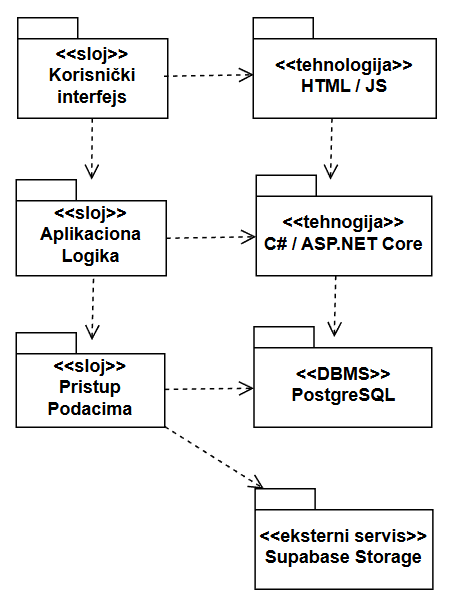 <<sloj>>
Korisnički
interfejs
<<tehnologija>>
HTML / JS
<<sloj>>
Aplikaciona
Logika
<<tehnogija>>
C# / ASP.NET Core
<<sloj>>
Pristup
Podacima
<<DBMS>>
PostgreSQL
<<eksterni servis>>
Supabase Storage